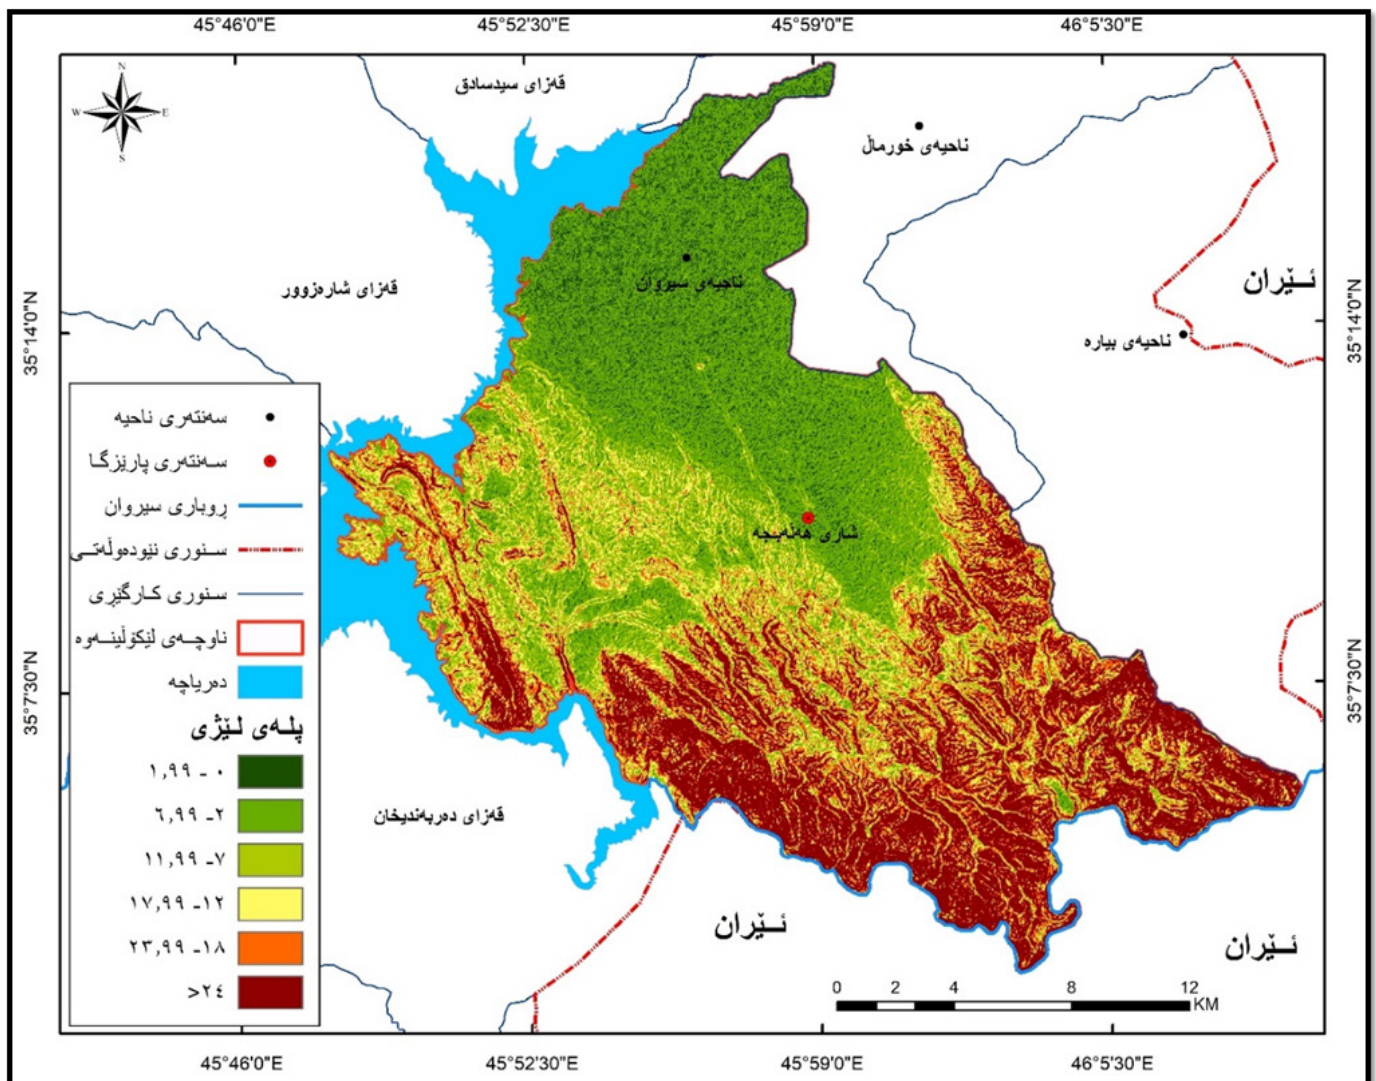 45°46'0"E
45°52'30"E
45°59'0"E
46°5'30"E
N
W
E
S
قەزای سیدسادق
ناحیەی خورماڵ
ناحیەی سیروان
قەزای شارەزوور
ئـێران
35°14'0"N
35°14'0"N
ناحیەی بیارە
سەنتەری ناحیە
سەنتەری پارێزگا
ڕوباری سیروان
سنوری نێودەوڵەتی
سنوری کارگێڕی
ناوچەی لێکۆڵینەوە
دەریاچە
پلەی لێژی
٠ - ١,٩٩
٢- ٦,٩٩
٧- ١١,٩٩
١٢- ١٧,٩٩
١٨- ٢٣,٩٩
>٢٤
شاری هەڵەبجە
35°7'30"N
35°7'30"N
قەزای دەربەندیخان
ئـێران
ئـێران
0 2 4 8 12
KM
45°46'0"E
45°52'30"E
45°59'0"E
46°5'30"E